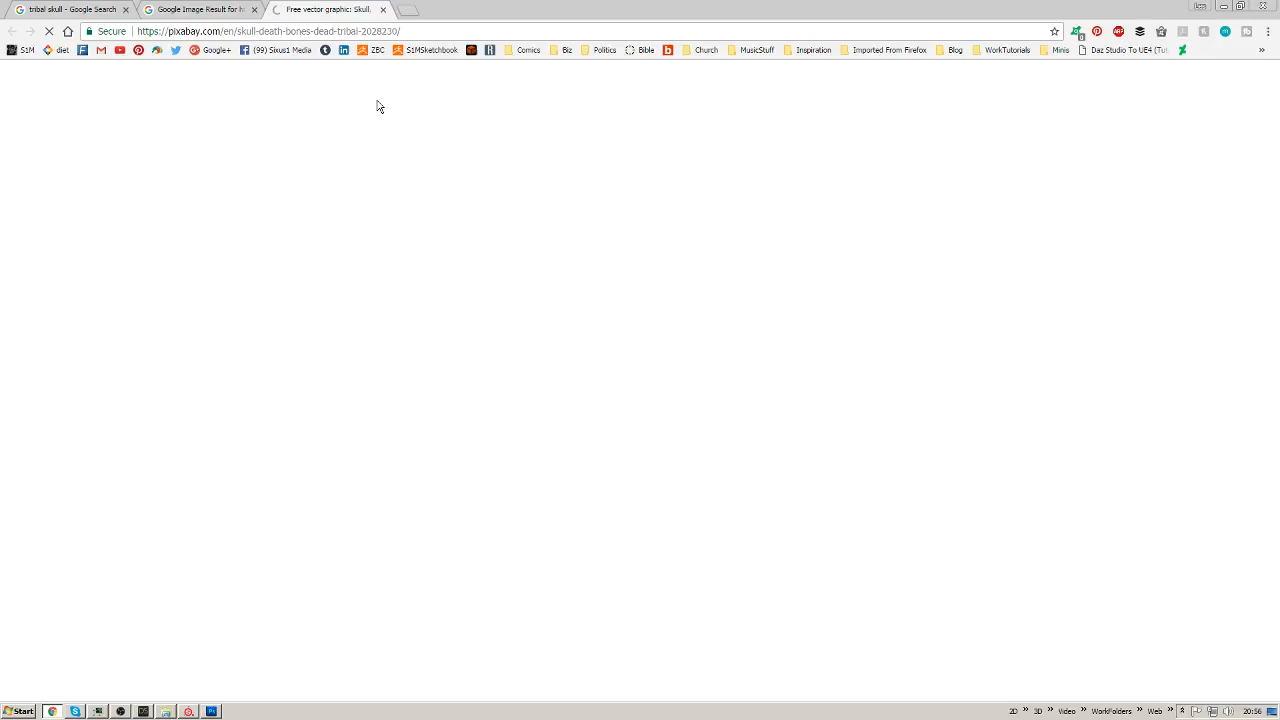 tribal skull - Google Search
Google Image Result for h
Free vector graphic: Skull,
Secure
https://pixabay.com/en/skull-death-bones-dead-tribal-2028230/
S1M diet Google+ (99) Sixus1 Media IBC S1MSketchbook Comics Biz Politics Bible Church MusicStuff Inspiration Imported From Firefox Blog WorkTutorials Minis Daz Studio To UE4 (Tu »
Start 2D » 3D » Video » WorkFolders » Web » 20:56